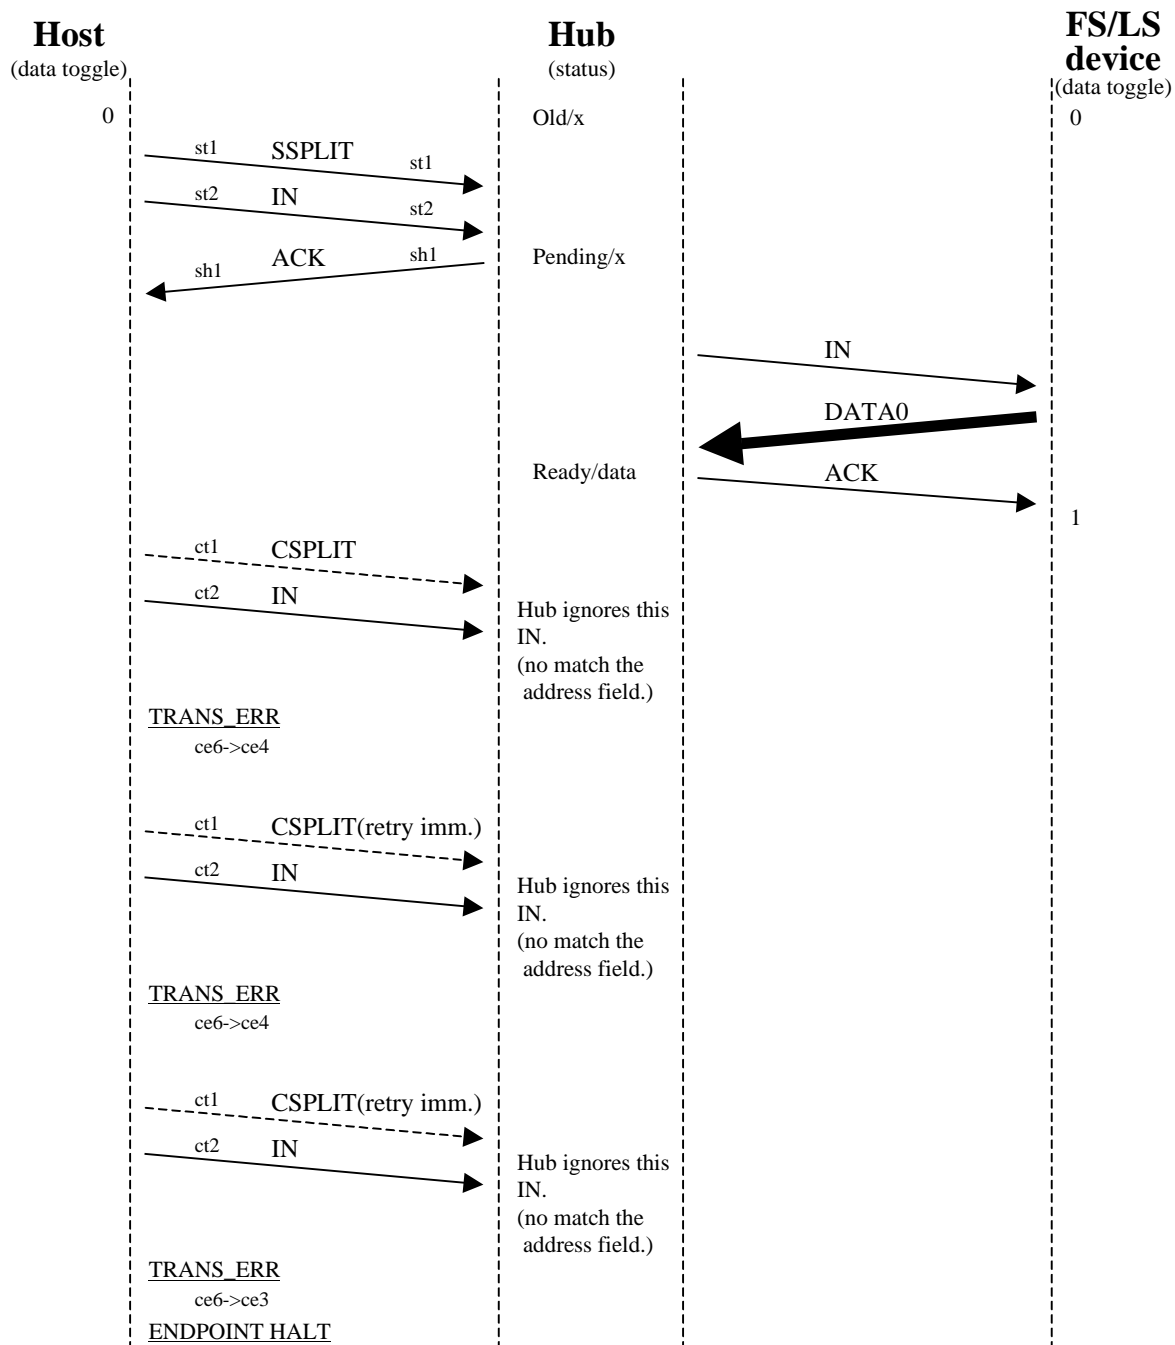 Host
(data toggle)
Hub
(status)
FS/LS
device
(data toggle)
0
Old/x
0
st1 SSPLIT st1
st2 IN st2
sh1 ACK sh1
Pending/x
IN
DATA0
Ready/data
ACK
1
ct1 CSPLIT
ct2 IN
Hub ignores this
IN.
(no match the
address field.)
TRANS_ERR
ce6->ce4
ct1 CSPLIT(retry imm.)
ct2 IN
Hub ignores this
IN.
(no match the
address field.)
TRANS_ERR
ce6->ce4
ct1 CSPLIT(retry imm.)
ct2 IN
Hub ignores this
IN.
(no match the
address field.)
TRANS_ERR
ce6->ce3
ENDPOINT HALT